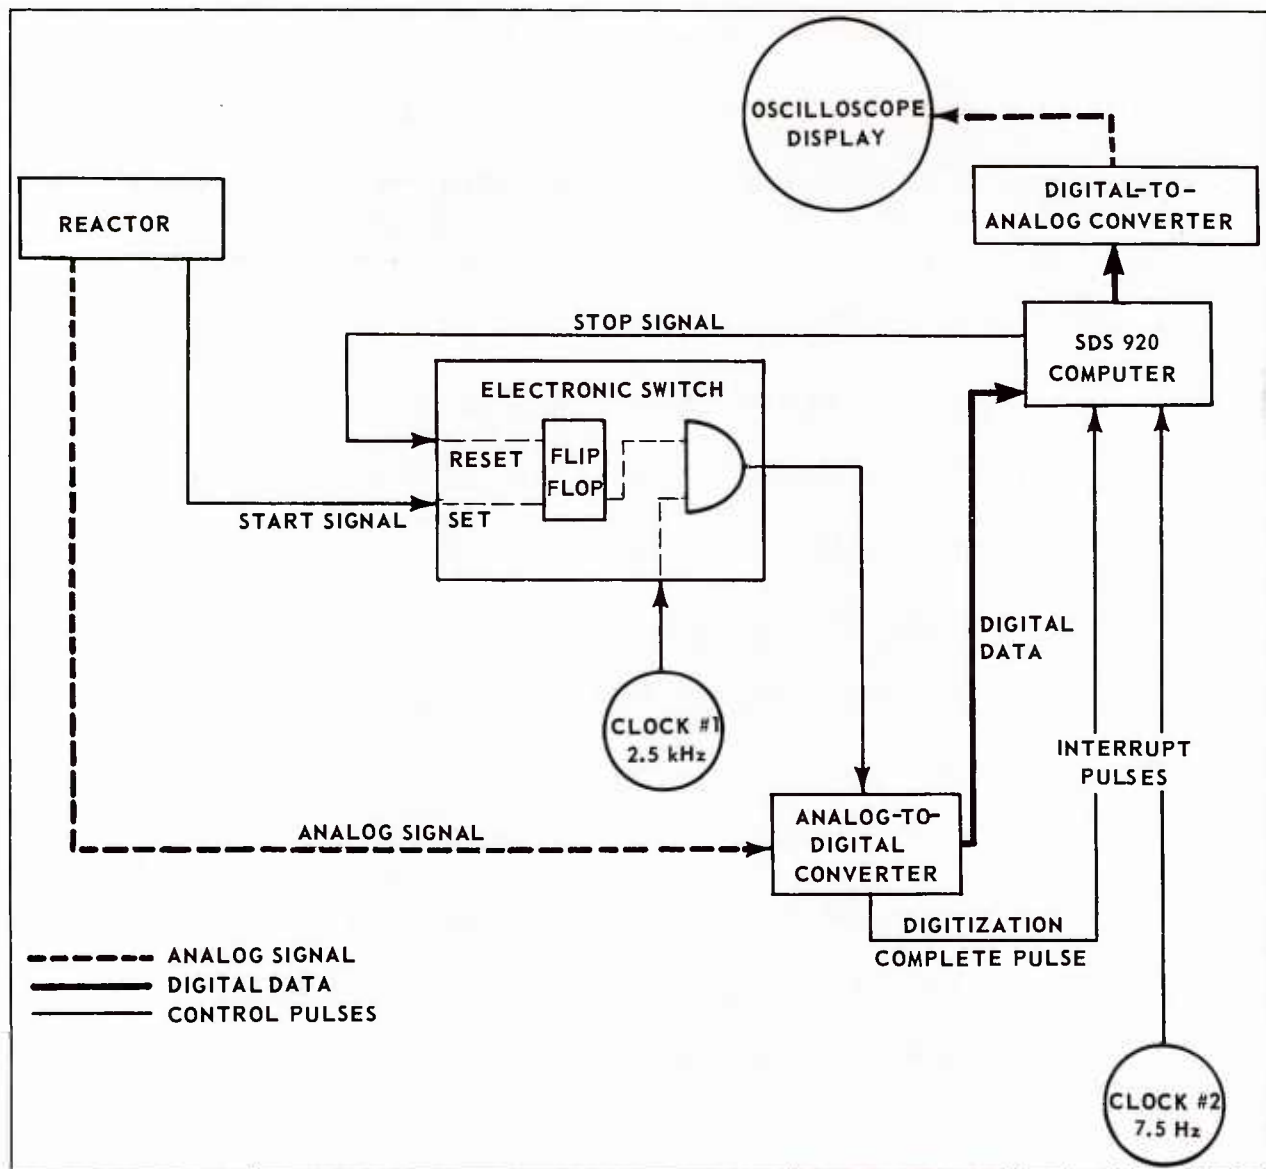 OSCILLOSCOPE
DISPLAY
DIGITAL-TO-
ANALOG CONVERTER
REACTOR
STOP SIGNAL
SDS 920
COMPUTER
ELECTRONIC SWITCH
RESET
FLIP
FLOP
START SIGNAL
SET
DIGITAL
DATA
CLOCK #1
2.5 kHz
INTERRUPT
PULSES
ANALOG SIGNAL
ANALOG-TO-
DIGITAL
CONVERTER
DIGITIZATION
COMPLETE PULSE
ANALOG SIGNAL
DIGITAL DATA
CONTROL PULSES
CLOCK #2
7.5 Hz